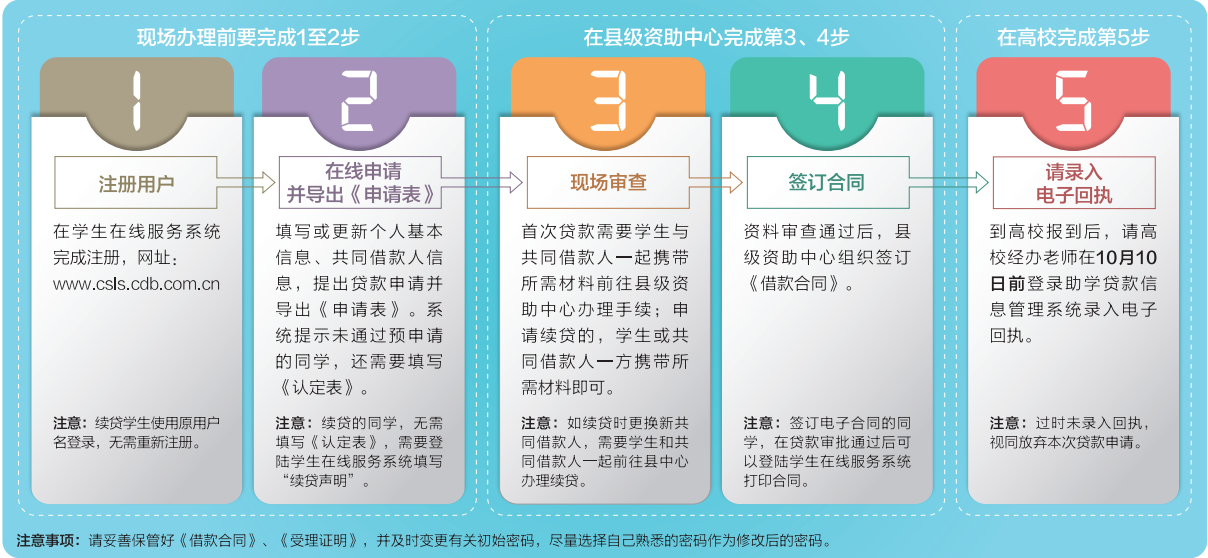 现场办理前要完成1至2步
在县级资助中心完成第3、4步
在高校完成第5步
1
注册用户
在学生在线服务系统
完成注册，网址：
www.csls.cdb.com.cn
注意：续贷学生使用原用户
名登录，无需重新注册。
2
在线申请
并导出《申请表》
填写或更新个人基本
信息、共同借款人信
息，提出贷款申请并
导出《申请表》。系
统提示未通过预申请
的同学，还需要填写
《认定表》。
注意：续贷的同学，无需
填写《认定表》，需要登
陆学生在线服务系统填写
“续贷声明”。
3
现场审查
首次贷款需要学生与
共同借款人一起携带
所需材料前往县级资
助中心办理手续；申
请续贷的，学生或共
同借款人一方携带所
需材料即可。
注意：如续贷时更换新共
同借款人，需要学生和共
同借款人一起前往县中心
办理续贷。
4
签订合同
资料审查通过后，县
级资助中心组织签订
《借款合同》。
注意：签订电子合同的同
学，在贷款审批通过后可
以登陆学生在线服务系统
打印合同。
5
请录入
电子回执
到高校报到后，请高
校经办老师在10月10
日前登录助学贷款信
息管理系统录入电子
回执。
注意：过时未录入回执，
视同放弃本次贷款申请。
注意事项：请妥善保管好《借款合同》、《受理证明》，并及时变更有关初始密码，尽量选择自己熟悉的密码作为修改后的密码。